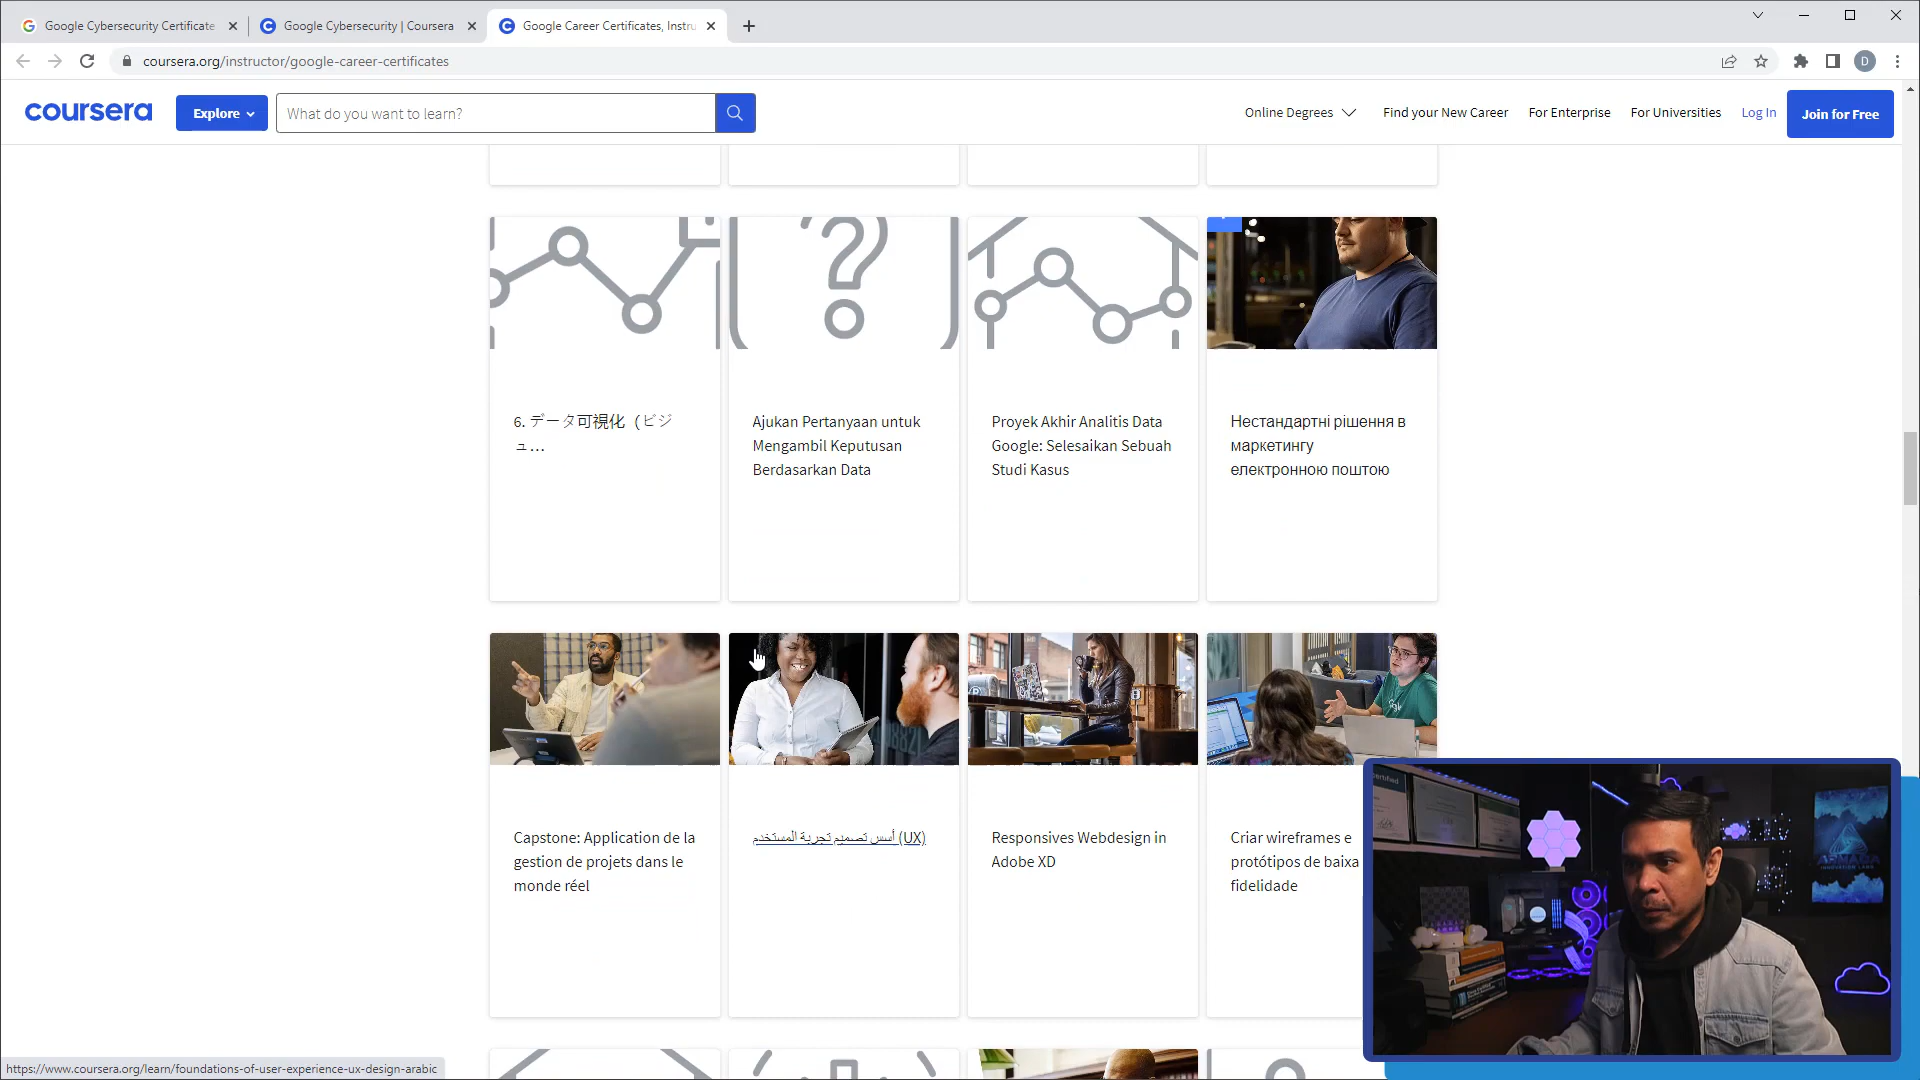 Google Cybersecurity Certificate
Google Cybersecurity | Coursera
Google Career Certificates, Instru
coursera.org/instructor/google-career-certificates
D
coursera
Explore
What do you want to learn?
Online Degrees
Find your New Career
For Enterprise
For Universities
Log In
Join for Free
6. データ可視化（ビジ
ュ…
Ajukan Pertanyaan untuk
Mengambil Keputusan
Berdasarkan Data
Proyek Akhir Analitis Data
Google: Selesaikan Sebuah
Studi Kasus
Нестандартні рішення в
маркетингу
електронною поштою
Capstone: Application de la
gestion de projets dans le
monde réel
أسس تصميم تجربة المستخدم (UX)
Responsives Webdesign in
Adobe XD
Criar wireframes e
protótipos de baixa
fidelidade
https://www.coursera.org/learn/foundations-of-user-experience-ux-design-arabic